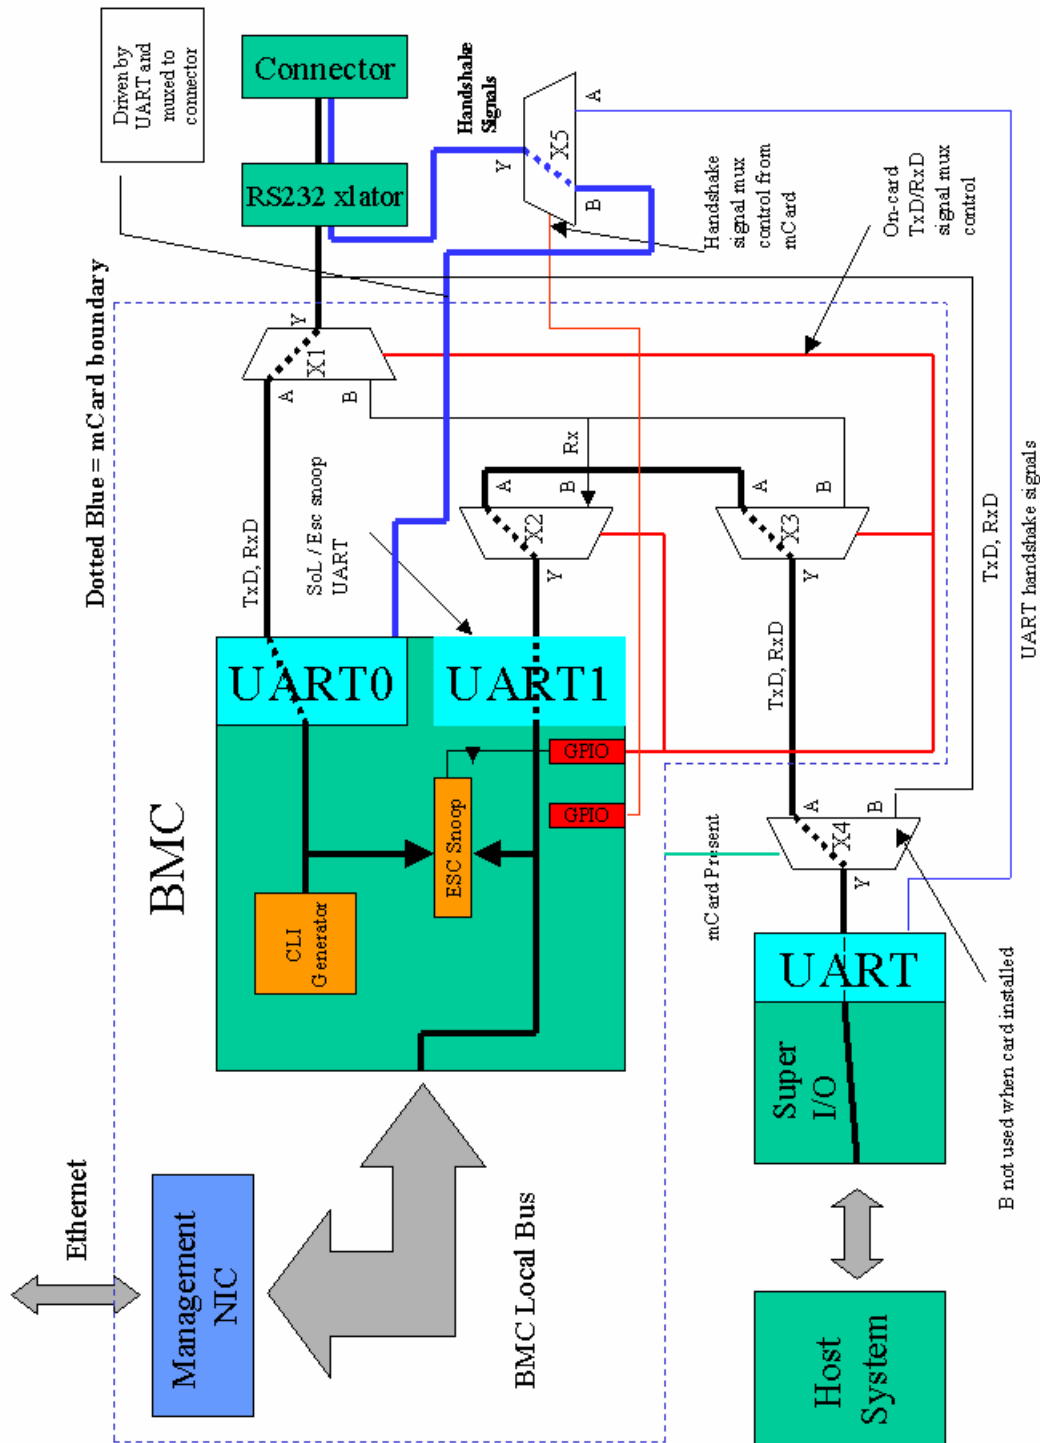 Driven by
UART and
muxed to
connector
Connector
RS232 xlator
Handshake
Signals
Y
X5
A
B
Handshake
signal mux
control from
mCard
On-card
TxD/RxD
signal mux
control
Dotted Blue = mCard boundary
Y
X1
A
B
TxD, RxD
SoL / Esc snoop
UART
Rx
A
B
X2
Y
A
B
X3
Y
TxD, RxD
TxD, RxD
UART handshake signals
BMC
UART0
UART1
GPIO
GPIO
ESC Snoop
CLI
Generator
mCard Present
A
B
X4
Y
UART
Super
I/O
B not used when card installed
Ethernet
Management
NIC
BMC Local Bus
Host
System